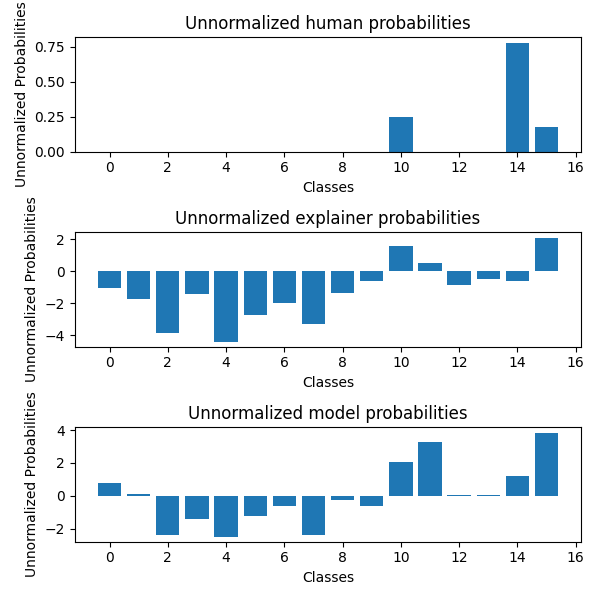 Unnormalized human probabilities
Unnormalized Probabilities
0.75
0.50
0.25
0.00
0 2 4 6 8 10 12 14 16
Classes
Unnormalized explainer probabilities
Unnormalized Probabilities
2
0
−2
−4
0 2 4 6 8 10 12 14 16
Classes
Unnormalized model probabilities
Unnormalized Probabilities
4
2
0
−2
0 2 4 6 8 10 12 14 16
Classes